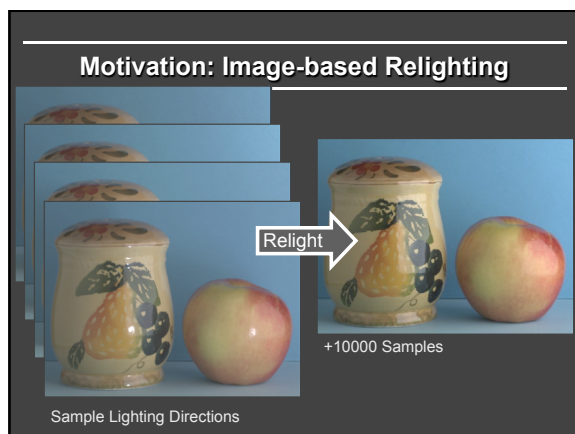 Motivation: Image-based Relighting
Relight
+10000 Samples
Sample Lighting Directions